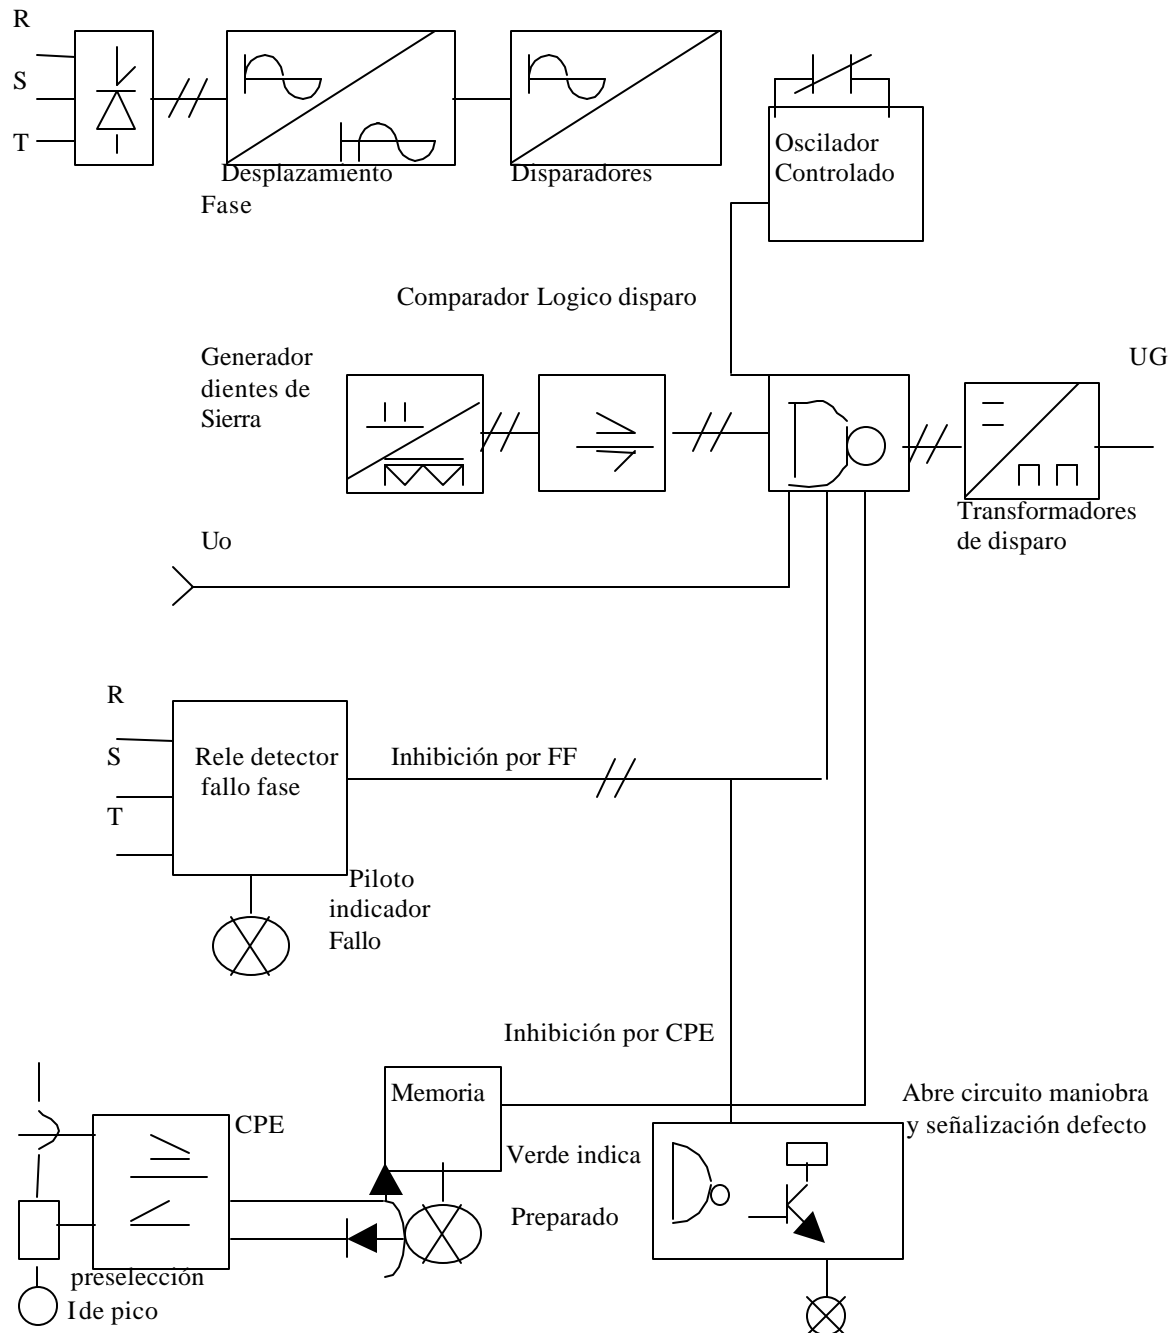 R
S
T
Oscilador
Controlado
Desplazamiento
Fase
Disparadores
Comparador Logico disparo
Generador
dientes de
Sierra
UG
Transformadores
de disparo
Uo
R
S
T
Rele detector
fallo fase
Inhibición por FF
Piloto
indicador
Fallo
Inhibición por CPE
Memoria
CPE
Abre circuito maniobra
y señalización defecto
Verde indica
Preparado
preselección
I de pico